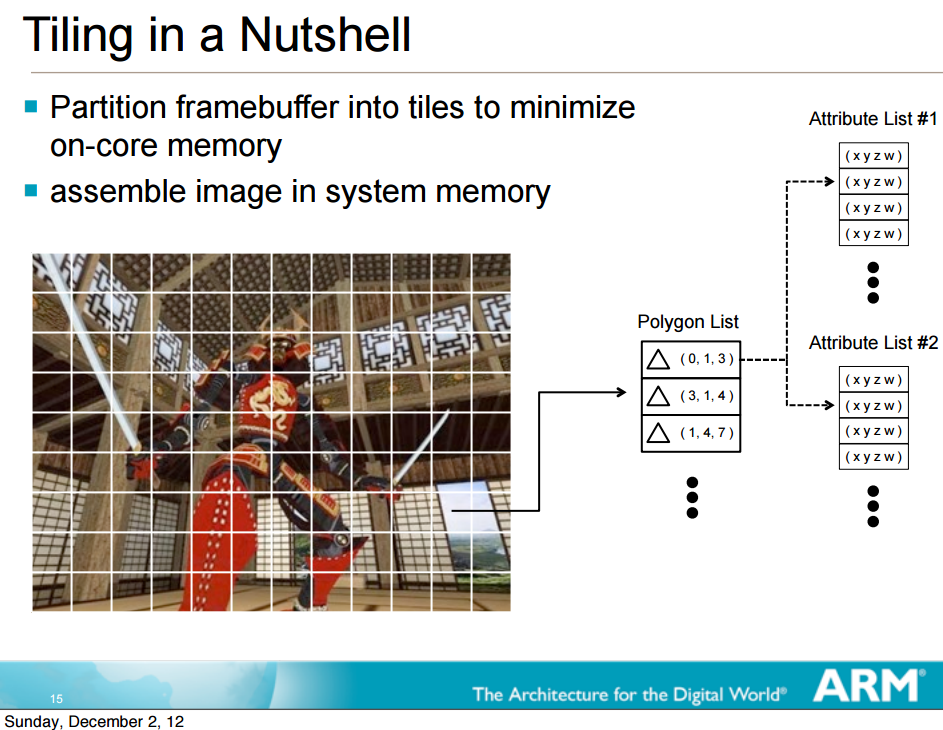 Tiling in a Nutshell
Partition framebuffer into tiles to minimize
on-core memory
assemble image in system memory
Attribute List #1
( x y z w )
( x y z w )
( x y z w )
( x y z w )
Polygon List
( 0, 1, 3 )
( 3, 1, 4 )
( 1, 4, 7 )
Attribute List #2
( x y z w )
( x y z w )
( x y z w )
( x y z w )
15
The Architecture for the Digital World®
ARM®
Sunday, December 2, 12